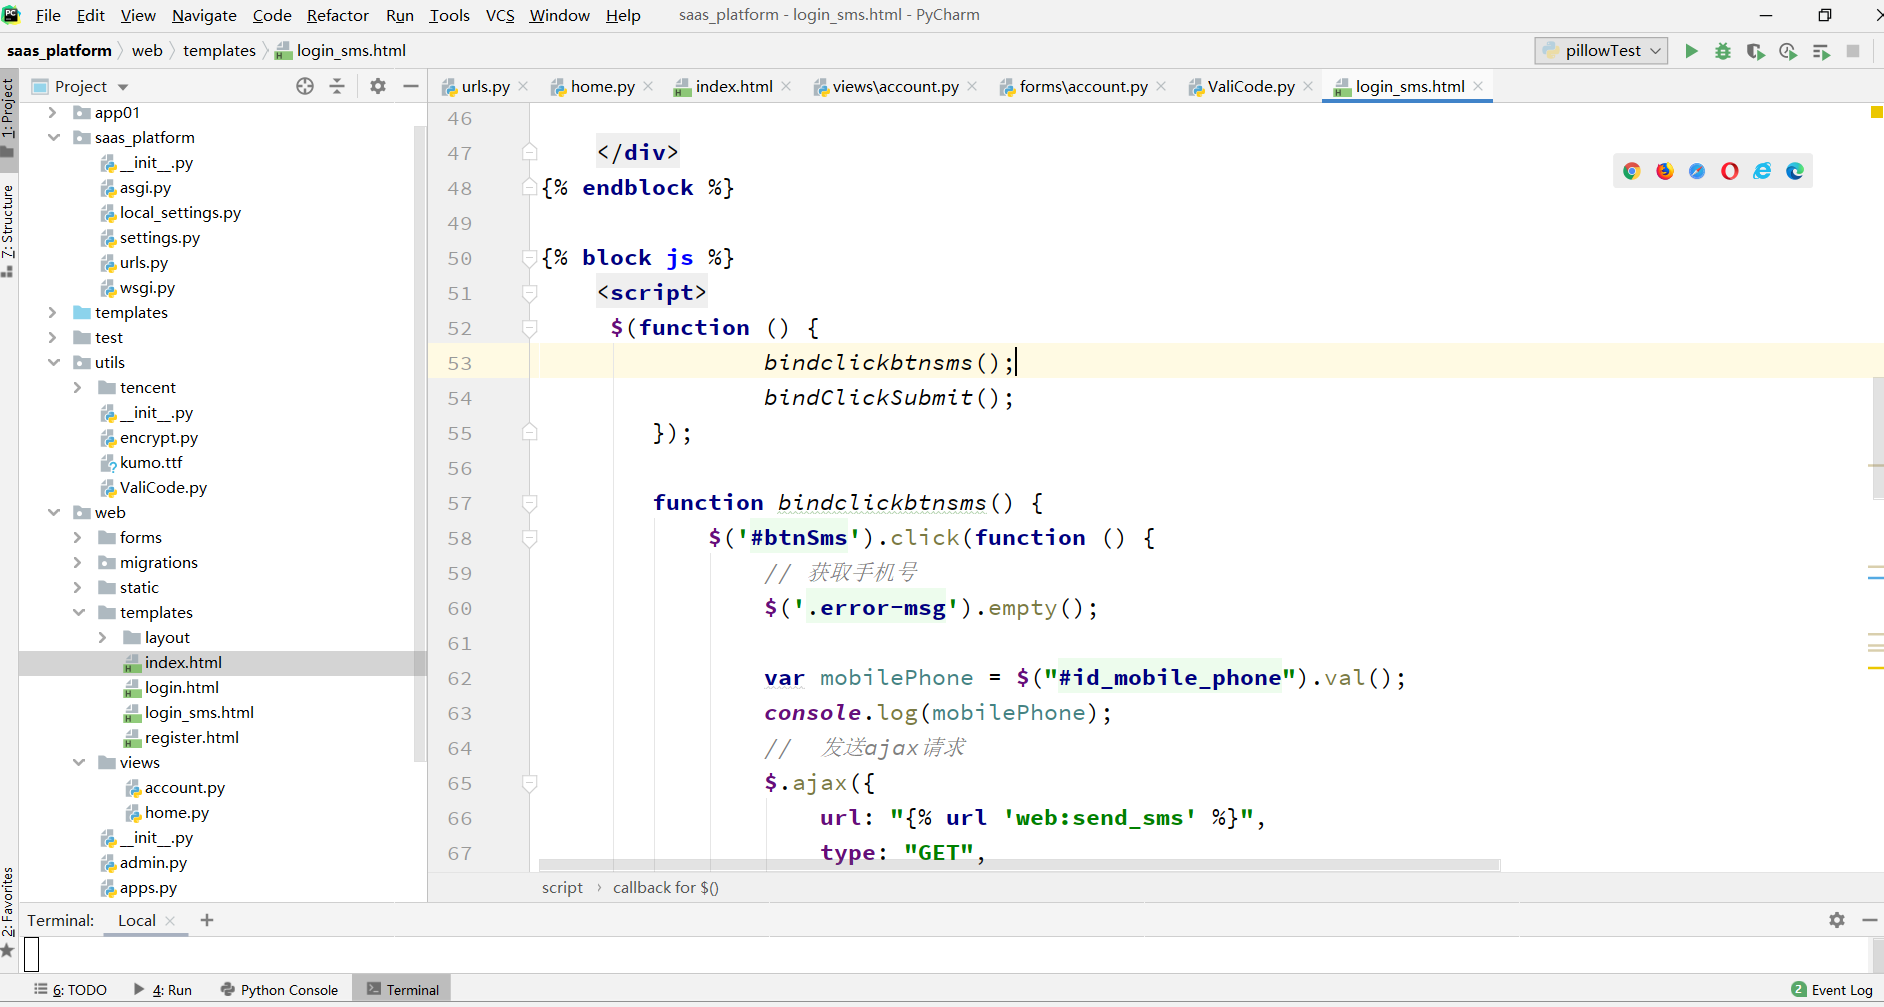 File Edit View Navigate Code Refactor Run Tools VCS Window Help saas_platform - login_sms.html - PyCharm
saas_platform web templates login_sms.html pillowTest
1: Project
7: Structure
2: Favorites
Project
app01
saas_platform
__init__.py
asgi.py
local_settings.py
settings.py
urls.py
wsgi.py
templates
test
utils
tencent
__init__.py
encrypt.py
kumo.ttf
ValiCode.py
web
forms
migrations
static
templates
layout
index.html
login.html
login_sms.html
register.html
views
account.py
home.py
__init__.py
admin.py
apps.py
urls.py home.py index.html views\account.py forms\account.py ValiCode.py login_sms.html
46
47 </div>
48 {% endblock %}
49
50 {% block js %}
51 <script>
52 $(function () {
53 bindclickbtnsms();
54 bindClickSubmit();
55 });
56
57 function bindclickbtnsms() {
58 $('#btnSms').click(function () {
59 // 获取手机号
60 $('.error-msg').empty();
61
62 var mobilePhone = $("#id_mobile_phone").val();
63 console.log(mobilePhone);
64 // 发送ajax请求
65 $.ajax({
66 url: "{% url 'web:send_sms' %}",
67 type: "GET",
script › callback for $()
Terminal: Local +
6: TODO 4: Run Python Console Terminal 2 Event Log